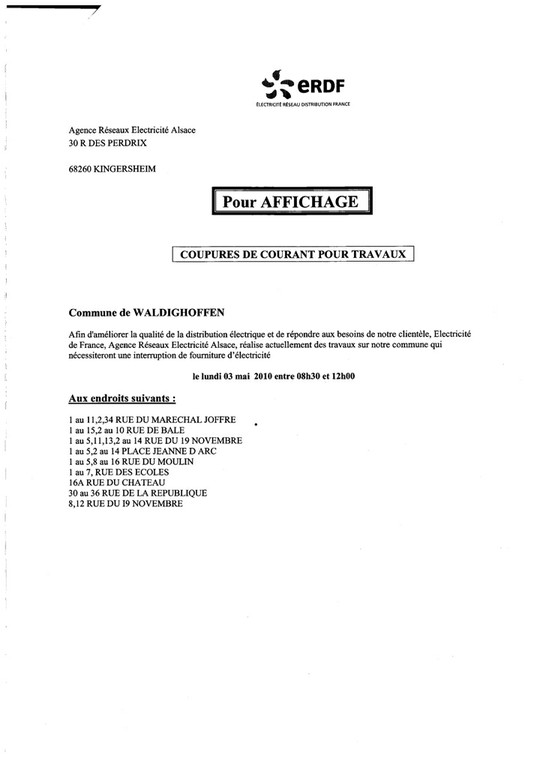 eRDF
ÉLECTRICITÉ RÉSEAU DISTRIBUTION FRANCE
Agence Réseaux Electricité Alsace
30 R DES PERDRIX
68260 KINGERSHEIM
Pour AFFICHAGE
COUPURES DE COURANT POUR TRAVAUX
Commune de WALDIGHOFFEN
Afin d'améliorer la qualité de la distribution électrique et de répondre aux besoins de notre clientèle, Electricité
de France, Agence Réseaux Electricité Alsace, réalise actuellement des travaux sur notre commune qui
nécessiteront une interruption de fourniture d'électricité
le lundi 03 mai 2010 entre 08h30 et 12h00
Aux endroits suivants :
1 au 11,2,34 RUE DU MARECHAL JOFFRE
1 au 15,2 au 10 RUE DE BALE
1 au 5,11,13,2 au 14 RUE DU 19 NOVEMBRE
1 au 5,2 au 14 PLACE JEANNE D ARC
1 au 5,8 au 16 RUE DU MOULIN
1 au 7, RUE DES ECOLES
16A RUE DU CHATEAU
30 au 36 RUE DE LA REPUBLIQUE
8,12 RUE DU I9 NOVEMBRE